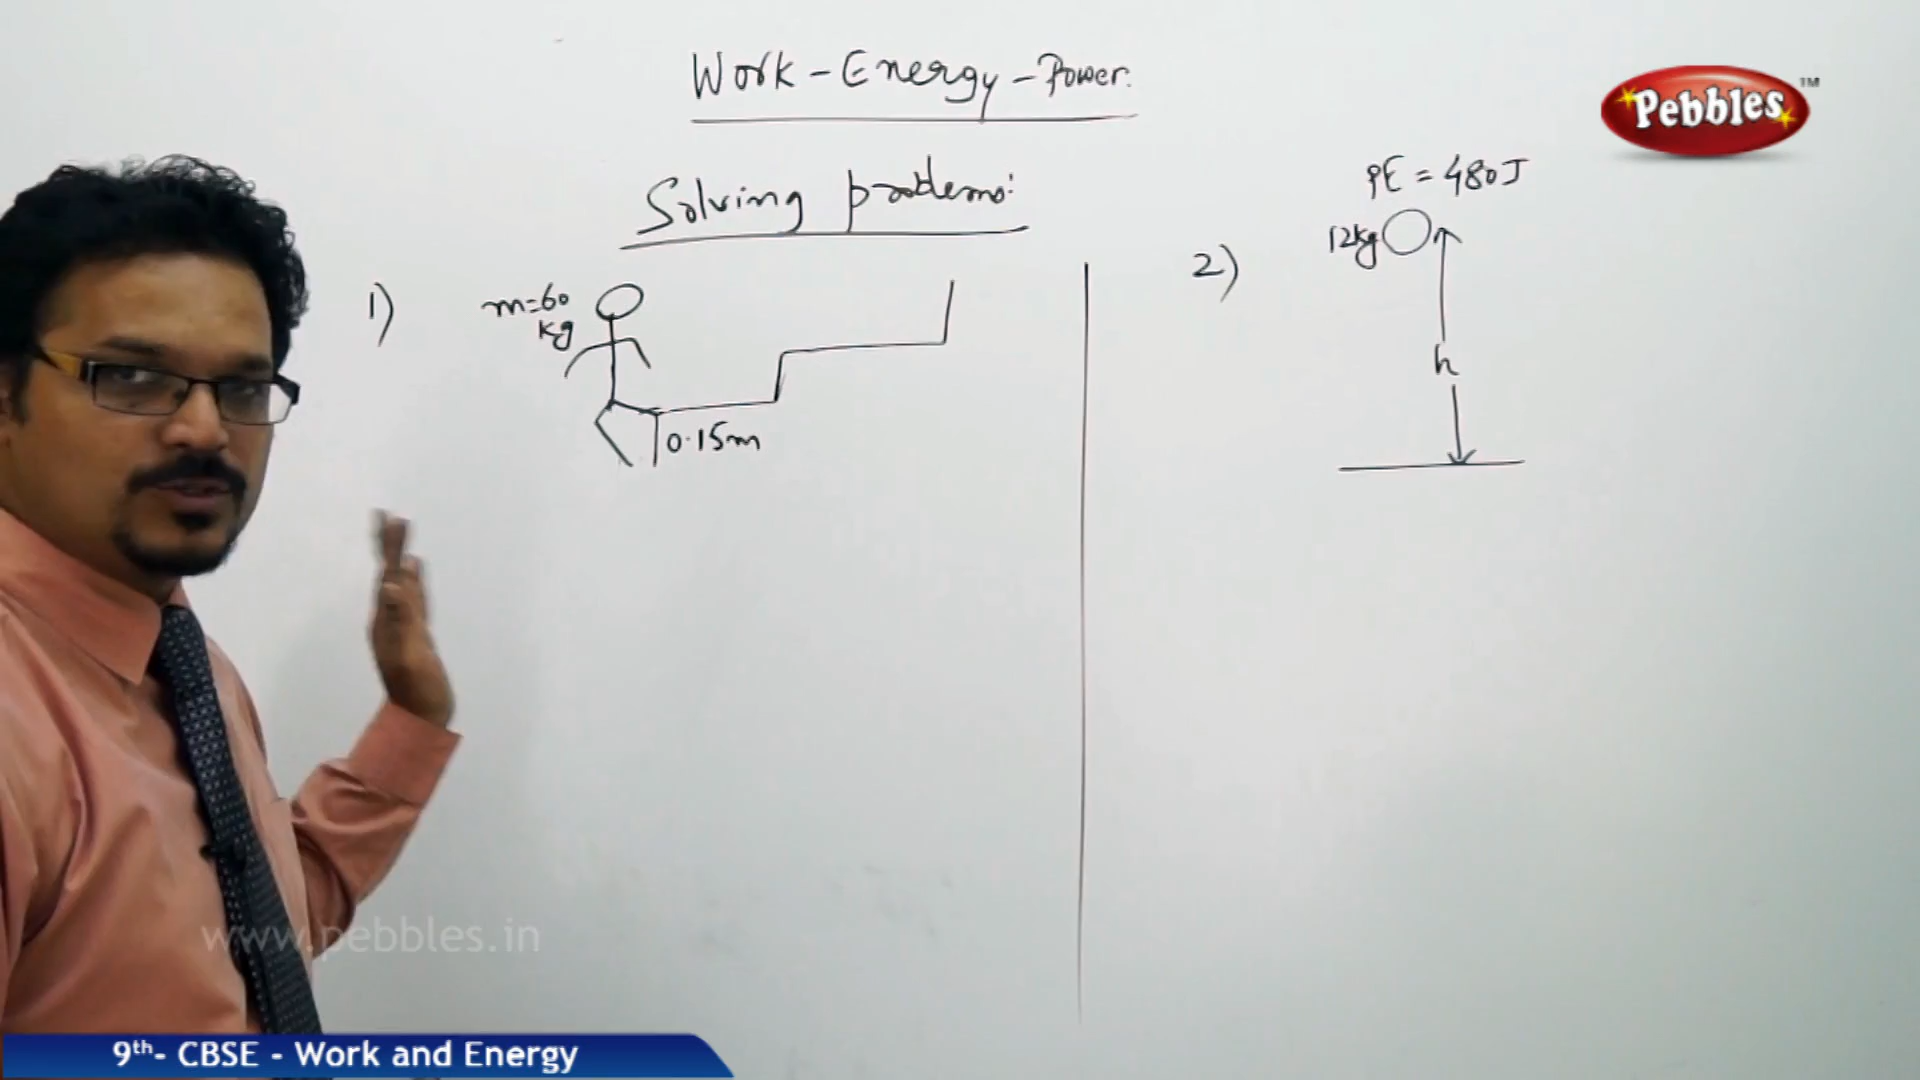 Work - Energy - Power.
Pebbles™
Solving problems:
1)
m=60
kg
0.15m
2)
PE = 480J
12kg
h
www.pebbles.in
9th- CBSE - Work and Energy